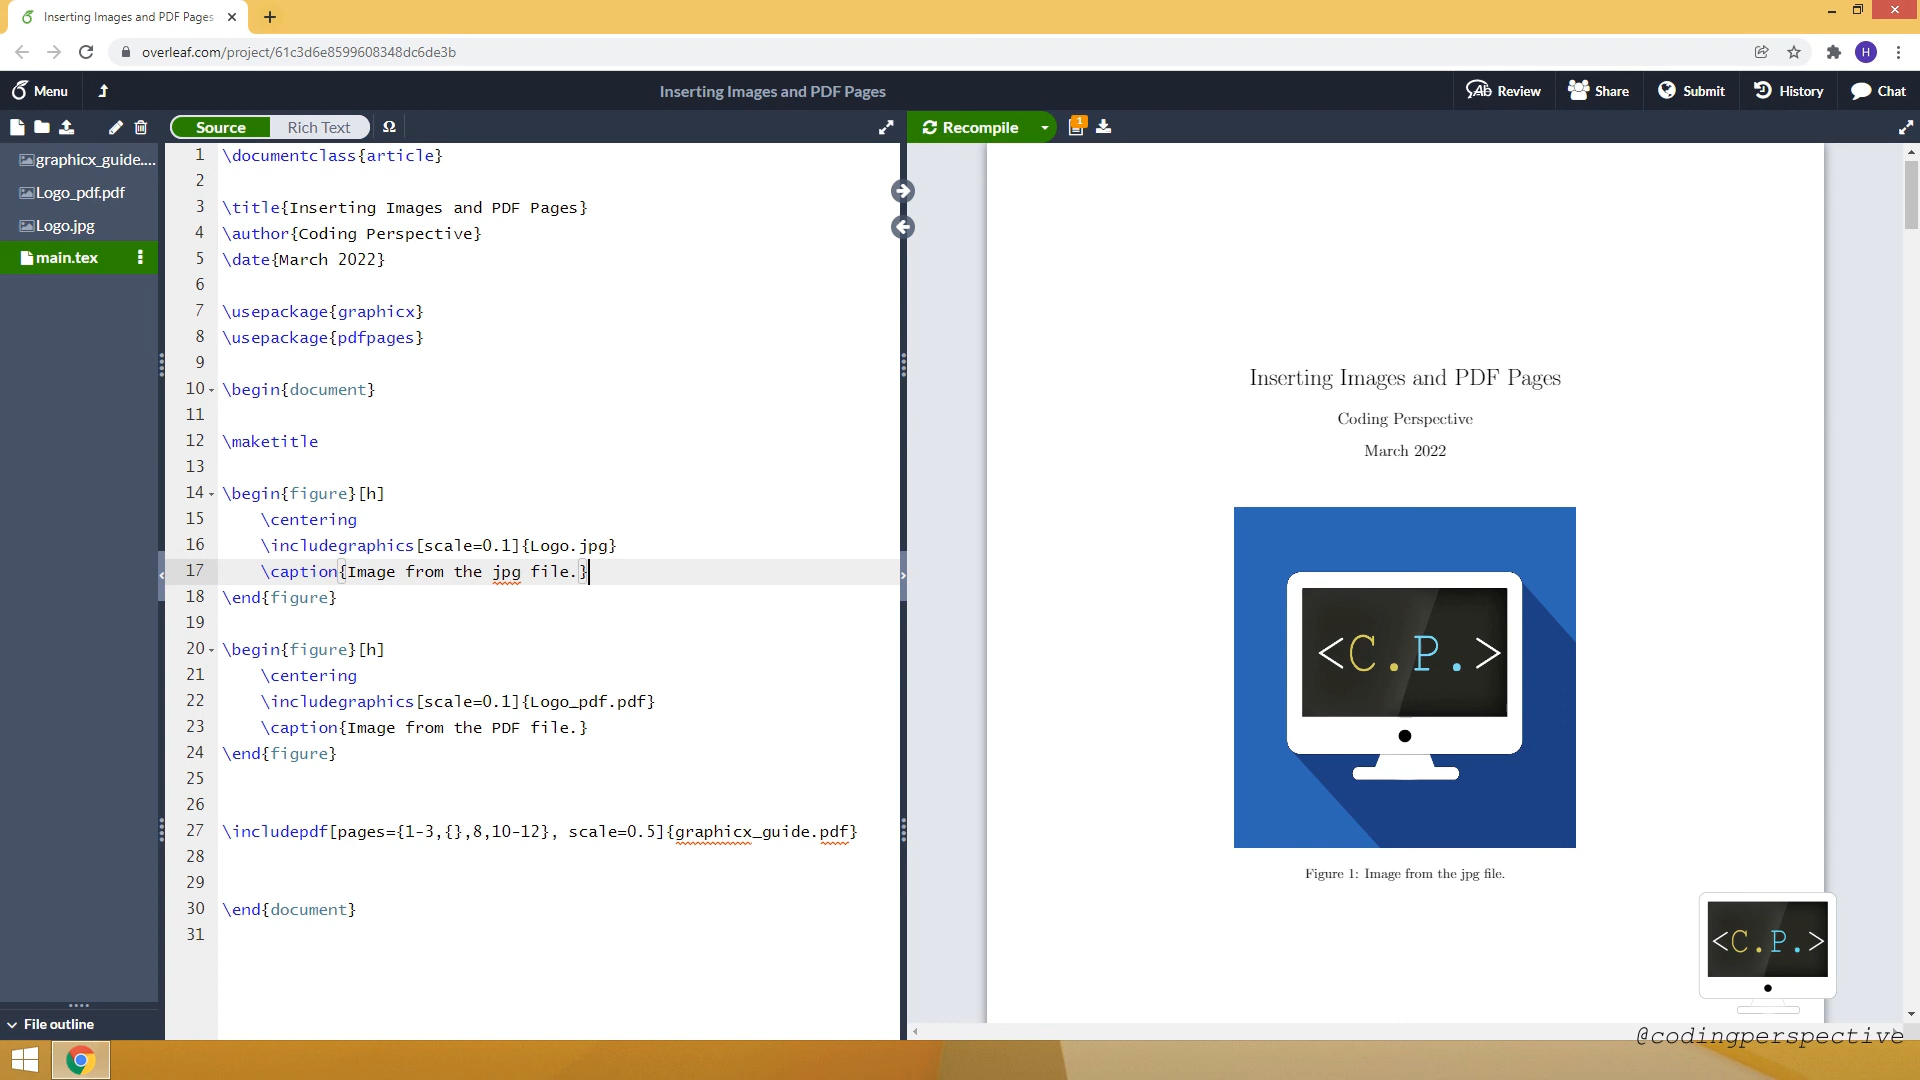 Inserting Images and PDF Pages
overleaf.com/project/61c3d6e8599608348dc6de3b
H
Menu
Inserting Images and PDF Pages
Review
Share
Submit
History
Chat
Source
Rich Text
Ω
Recompile
1
graphicx_guide....
Logo_pdf.pdf
Logo.jpg
main.tex
File outline
1 \documentclass{article}
2
3 \title{Inserting Images and PDF Pages}
4 \author{Coding Perspective}
5 \date{March 2022}
6
7 \usepackage{graphicx}
8 \usepackage{pdfpages}
9
10 \begin{document}
11
12 \maketitle
13
14 \begin{figure}[h]
15 \centering
16 \includegraphics[scale=0.1]{Logo.jpg}
17 \caption{Image from the jpg file.}
18 \end{figure}
19
20 \begin{figure}[h]
21 \centering
22 \includegraphics[scale=0.1]{Logo_pdf.pdf}
23 \caption{Image from the PDF file.}
24 \end{figure}
25
26
27 \includepdf[pages={1-3,{},8,10-12}, scale=0.5]{graphicx_guide.pdf}
28
29
30 \end{document}
31
Inserting Images and PDF Pages
Coding Perspective
March 2022
<C.P.>
Figure 1: Image from the jpg file.
<C.P.>
@codingperspective